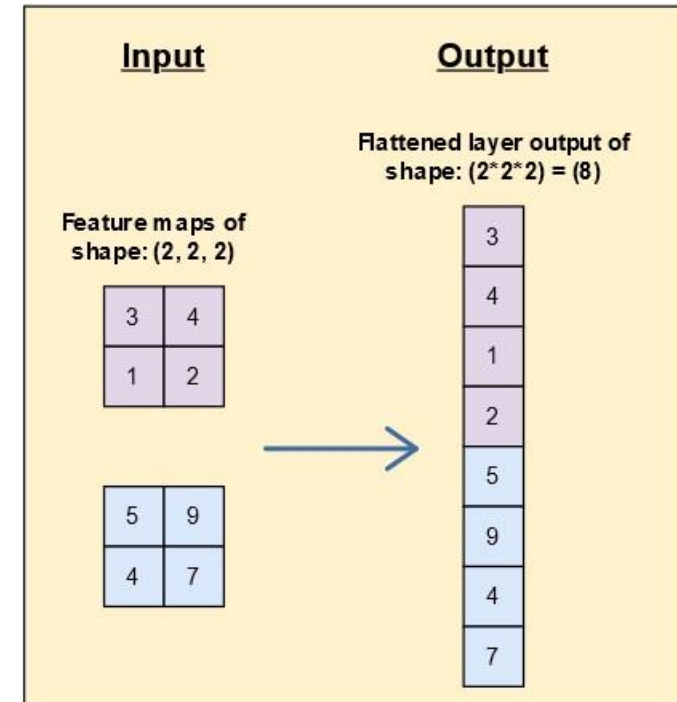 Input
Output
Flattened layer output of
shape: (2*2*2) = (8)
Feature maps of
shape: (2, 2, 2)
3 4
1 2
5 9
4 7
3
4
1
2
5
9
4
7